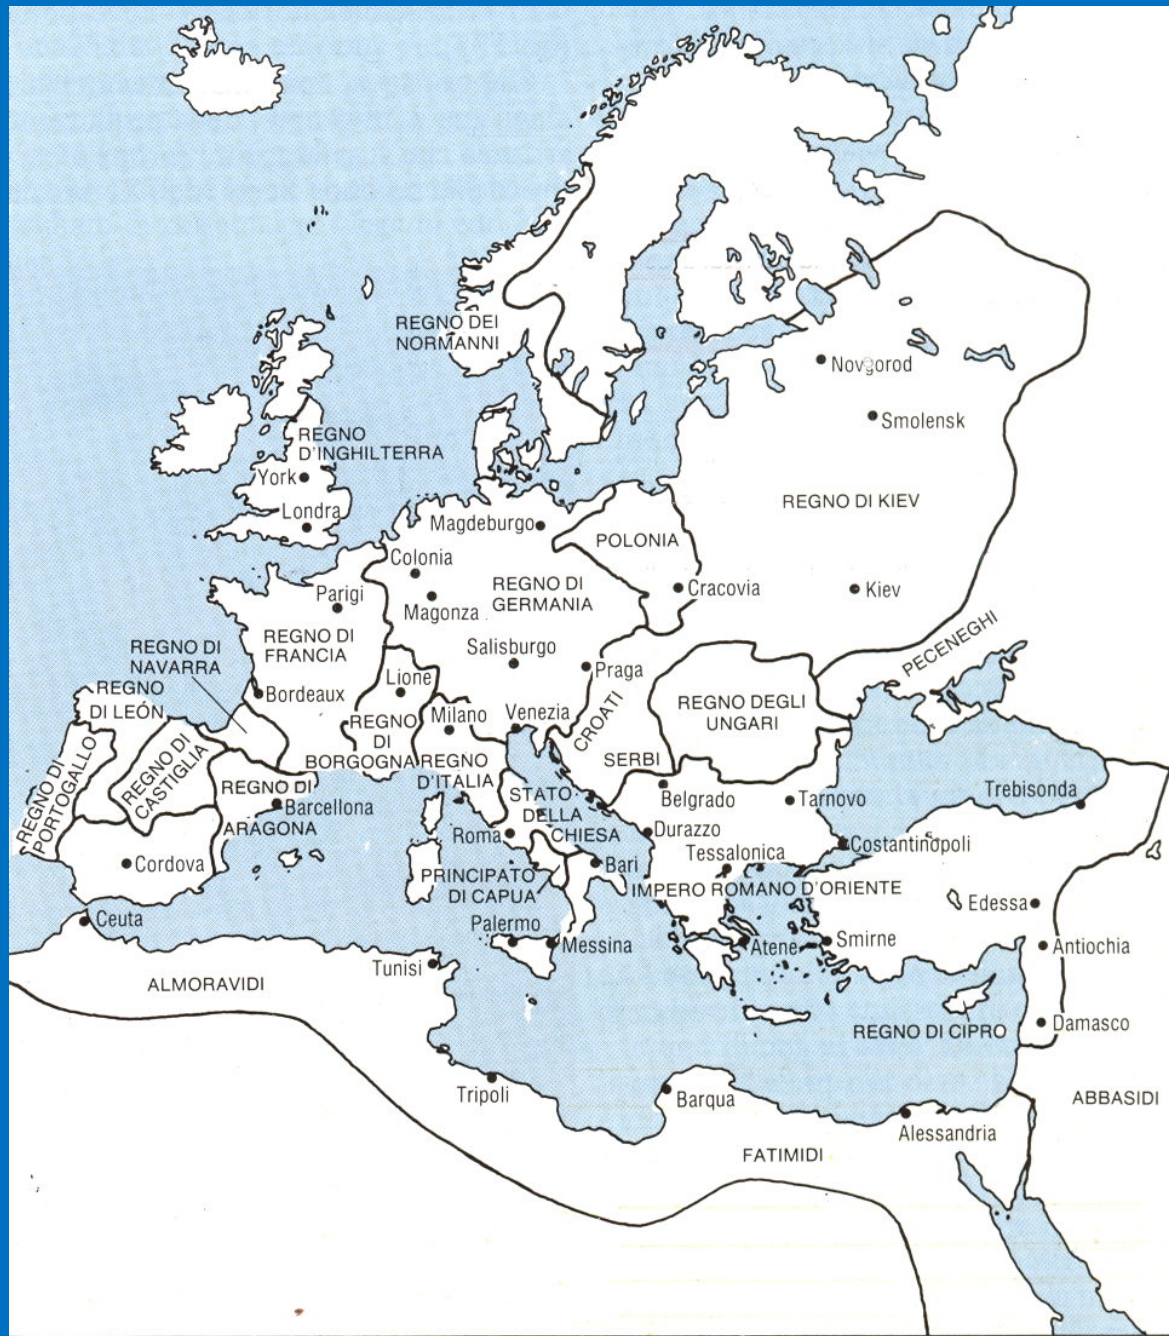 REGNO DEI
NORMANNI
Novgorod
Smolensk
REGNO
D'INGHILTERRA
York
Londra
REGNO DI KIEV
Magdeburgo
POLONIA
Colonia
REGNO DI
GERMANIA
Cracovia
Kiev
Parigi
Magonza
REGNO DI
FRANCIA
REGNO DI
NAVARRA
Salisburgo
Praga
PECENEGHI
Lione
REGNO
DI LEÓN
Bordeaux
CROATI
REGNO DEGLI
UNGARI
Milano
Venezia
REGNO
DI
BORGOGNA
REGNO
D'ITALIA
SERBI
REGNO DI
PORTOGALLO
REGNO DI
CASTIGLIA
REGNO DI
ARAGONA
Barcellona
STATO
DELLA
CHIESA
Belgrado
Tarnovo
Trebisonda
Roma
Durazzo
Costantinopoli
Cordova
PRINCIPATO
DI CAPUA
Bari
Tessalonica
IMPERO ROMANO D'ORIENTE
Edessa
Ceuta
Palermo
Messina
Atene
Smirne
Antiochia
Tunisi
ALMORAVIDI
REGNO DI CIPRO
Damasco
Tripoli
Barqua
ABBASIDI
Alessandria
FATIMIDI